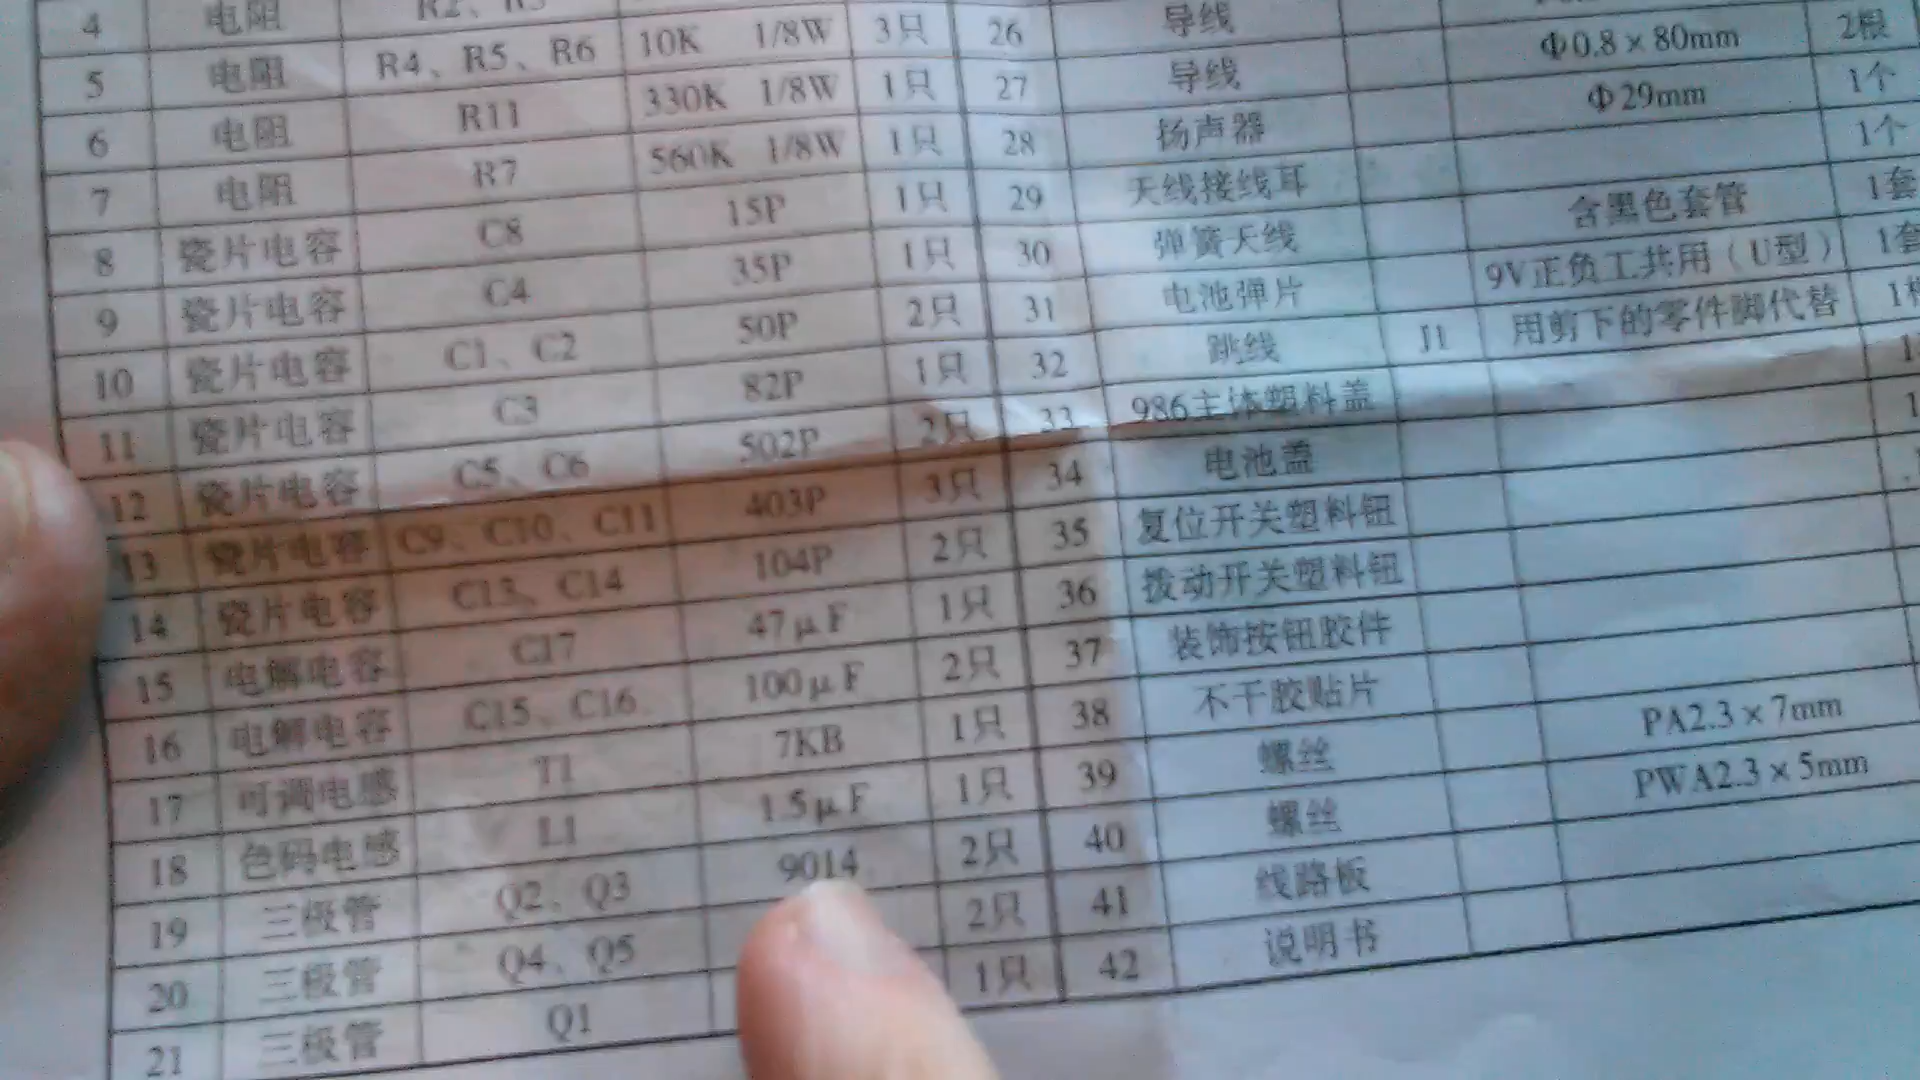 4 电阻 R2、R3
5 电阻 R4、R5、R6 10K 1/8W 3只 26 导线
6 电阻 R11 330K 1/8W 1只 27 导线 Φ0.8×80mm 2根
7 电阻 R7 560K 1/8W 1只 28 扬声器 Φ29mm 1个
8 瓷片电容 C8 15P 1只 29 天线接线耳 1个
9 瓷片电容 C4 35P 1只 30 弹簧天线 含黑色套管 1套
10 瓷片电容 C1、C2 50P 2只 31 电池弹片 9V正负工共用（U型） 1套
11 瓷片电容 C3 82P 1只 32 跳线 J1 用剪下的零件脚代替 1根
12 瓷片电容 C5、C6 502P 2只 33 986主体塑料盖 1
13 瓷片电容 C9、C10、C11 403P 3只 34 电池盖 1
14 瓷片电容 C13、C14 104P 2只 35 复位开关塑料钮
15 电解电容 C17 47μF 1只 36 拨动开关塑料钮
16 电解电容 C15、C16 100μF 2只 37 装饰按钮胶件
17 可调电感 T1 7KB 1只 38 不干胶贴片
18 色码电感 L1 1.5μF 1只 39 螺丝 PA2.3×7mm
19 三极管 Q2、Q3 9014 2只 40 螺丝 PWA2.3×5mm
20 三极管 Q4、Q5 2只 41 线路板
21 三极管 Q1 1只 42 说明书